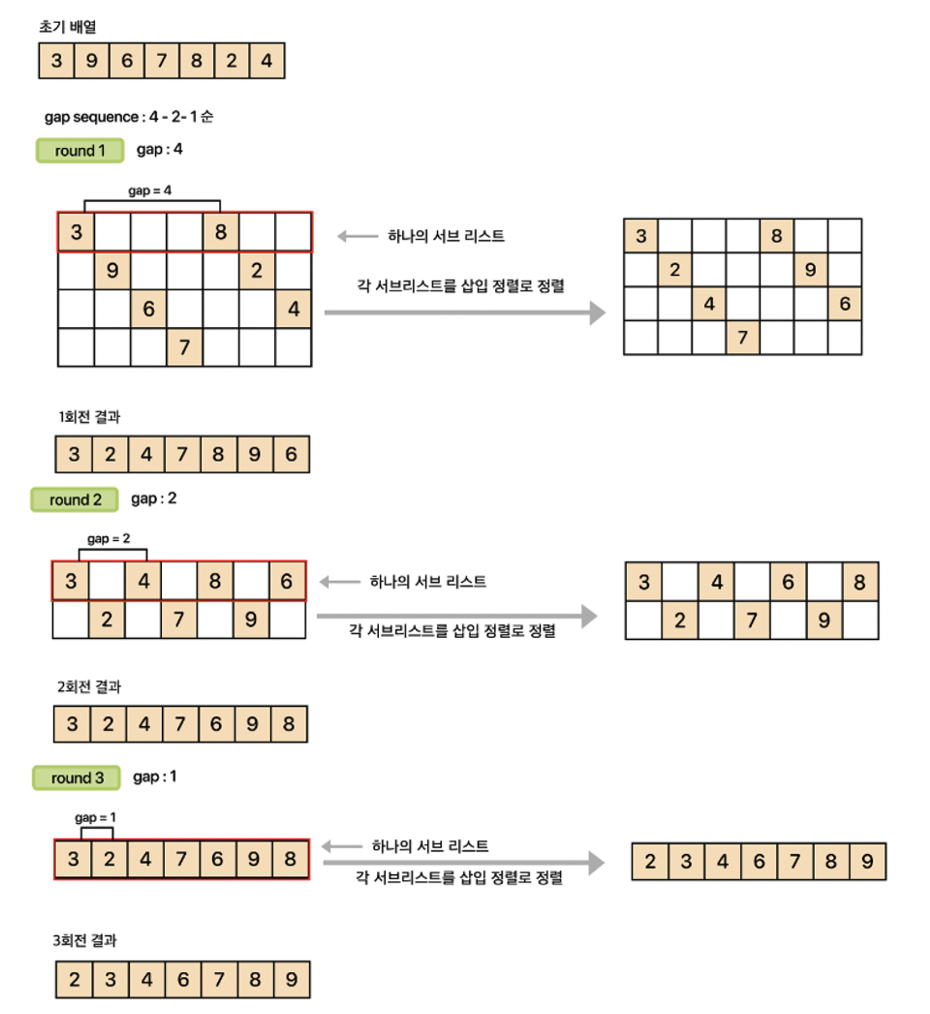 초기 배열
3 9 6 7 8 2 4
gap sequence : 4 - 2- 1 순
round 1 gap : 4
gap = 4
3 8
9 2
6 4
7
하나의 서브 리스트
각 서브리스트를 삽입 정렬로 정렬
3 8
2 9
4 6
7
1회전 결과
3 2 4 7 8 9 6
round 2 gap : 2
gap = 2
3 4 8 6
2 7 9
하나의 서브 리스트
각 서브리스트를 삽입 정렬로 정렬
3 4 6 8
2 7 9
2회전 결과
3 2 4 7 6 9 8
round 3 gap : 1
gap = 1
3 2 4 7 6 9 8
하나의 서브 리스트
각 서브리스트를 삽입 정렬로 정렬
2 3 4 6 7 8 9
3회전 결과
2 3 4 6 7 8 9